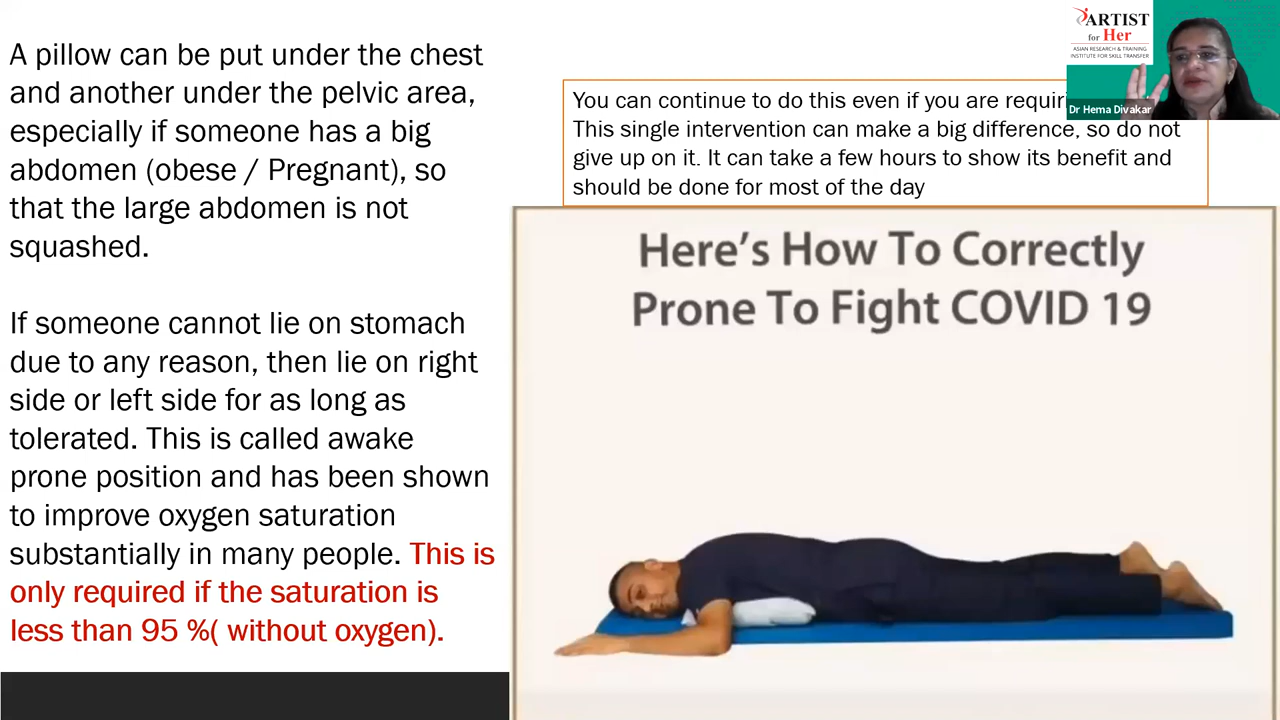 A pillow can be put under the chest
and another under the pelvic area,
especially if someone has a big
abdomen (obese / Pregnant), so
that the large abdomen is not
squashed.
If someone cannot lie on stomach
due to any reason, then lie on right
side or left side for as long as
tolerated. This is called awake
prone position and has been shown
to improve oxygen saturation
substantially in many people. This is
only required if the saturation is
less than 95 %( without oxygen).
You can continue to do this even if you are
This single intervention can make a big difference, so do not
give up on it. It can take a few hours to show its benefit and
should be done for most of the day
Here's How To Correctly
Prone To Fight COVID 19
ARTIST
for Her
ASIAN RESEARCH & TRAINING
INSTITUTE FOR SKILL TRANSFER
Dr Hema Divakar